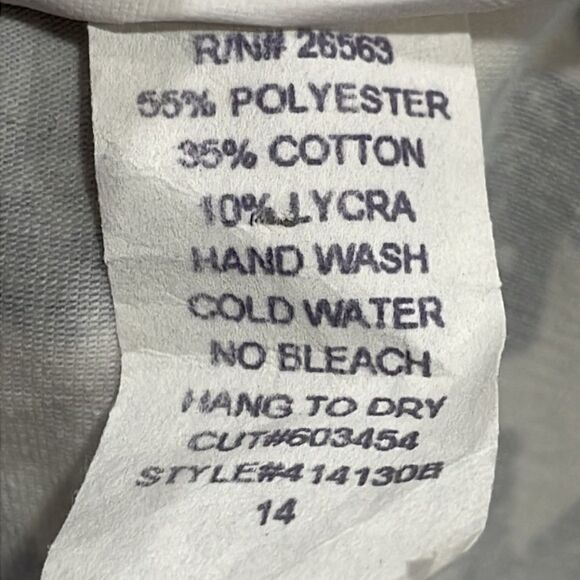 R/N# 26563
55% POLYESTER
35% COTTON
10% LYCRA
HAND WASH
COLD WATER
NO BLEACH
HANG TO DRY
CUT#603454
STYLE#414130B
14